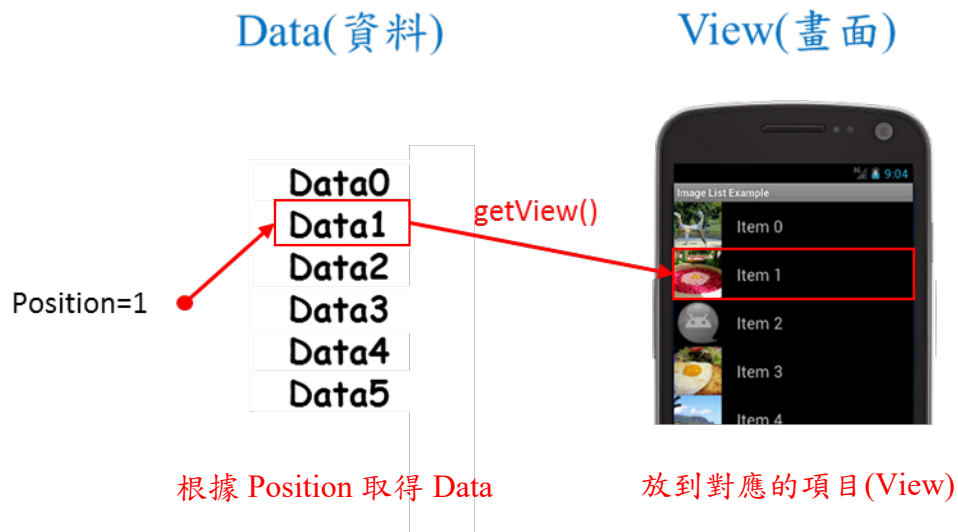 Data(資料)
View(畫面)
Data0
Data1
Data2
Data3
Data4
Data5
Position=1
getView()
9:04
Image List Example
Item 0
Item 1
Item 2
Item 3
Item 4
根據 Position 取得 Data
放到對應的項目(View)